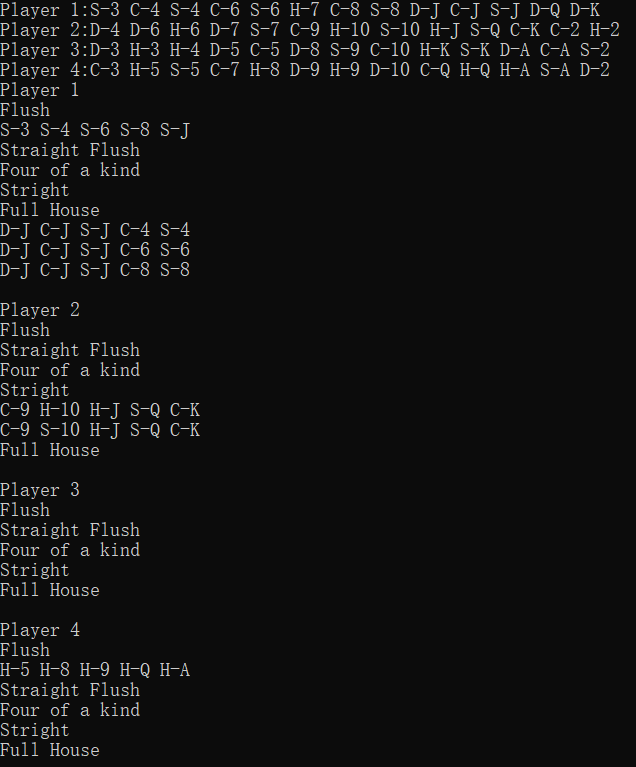 Player 1:S-3 C-4 S-4 C-6 S-6 H-7 C-8 S-8 D-J C-J S-J D-Q D-K
Player 2:D-4 D-6 H-6 D-7 S-7 C-9 H-10 S-10 H-J S-Q C-K C-2 H-2
Player 3:D-3 H-3 H-4 D-5 C-5 D-8 S-9 C-10 H-K S-K D-A C-A S-2
Player 4:C-3 H-5 S-5 C-7 H-8 D-9 H-9 D-10 C-Q H-Q H-A S-A D-2
Player 1
Flush
S-3 S-4 S-6 S-8 S-J
Straight Flush
Four of a kind
Stright
Full House
D-J C-J S-J C-4 S-4
D-J C-J S-J C-6 S-6
D-J C-J S-J C-8 S-8
Player 2
Flush
Straight Flush
Four of a kind
Stright
C-9 H-10 H-J S-Q C-K
C-9 S-10 H-J S-Q C-K
Full House
Player 3
Flush
Straight Flush
Four of a kind
Stright
Full House
Player 4
Flush
H-5 H-8 H-9 H-Q H-A
Straight Flush
Four of a kind
Stright
Full House